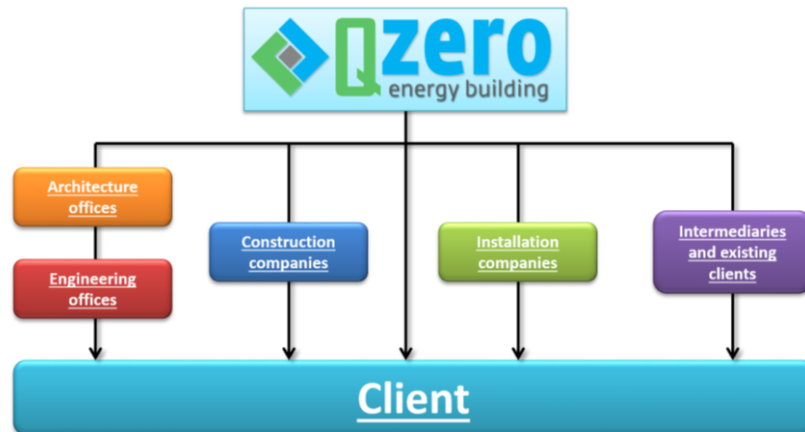 Qzero
energy building
Architecture
offices
Engineering
offices
Construction
companies
Installation
companies
Intermediaries
and existing
clients
Client